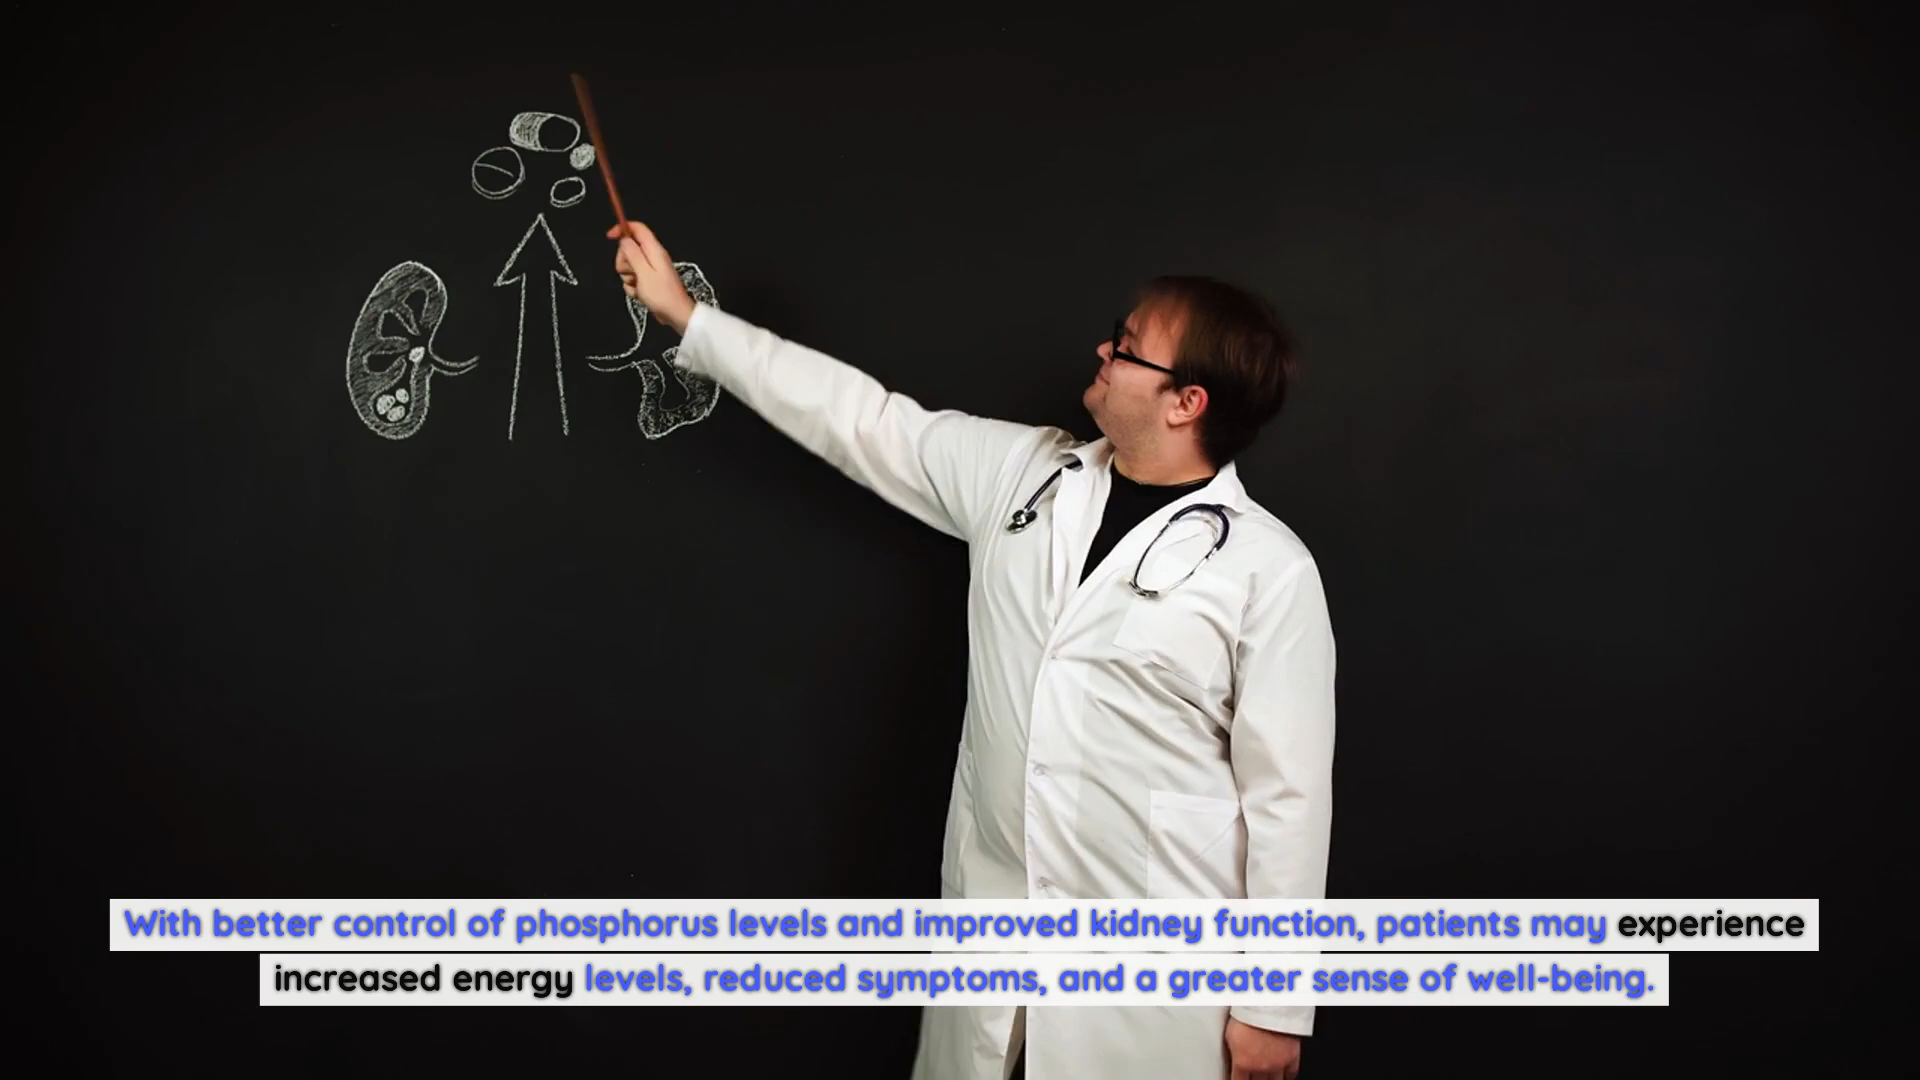 With better control of phosphorus levels and improved kidney function, patients may experience
increased energy levels, reduced symptoms, and a greater sense of well-being.